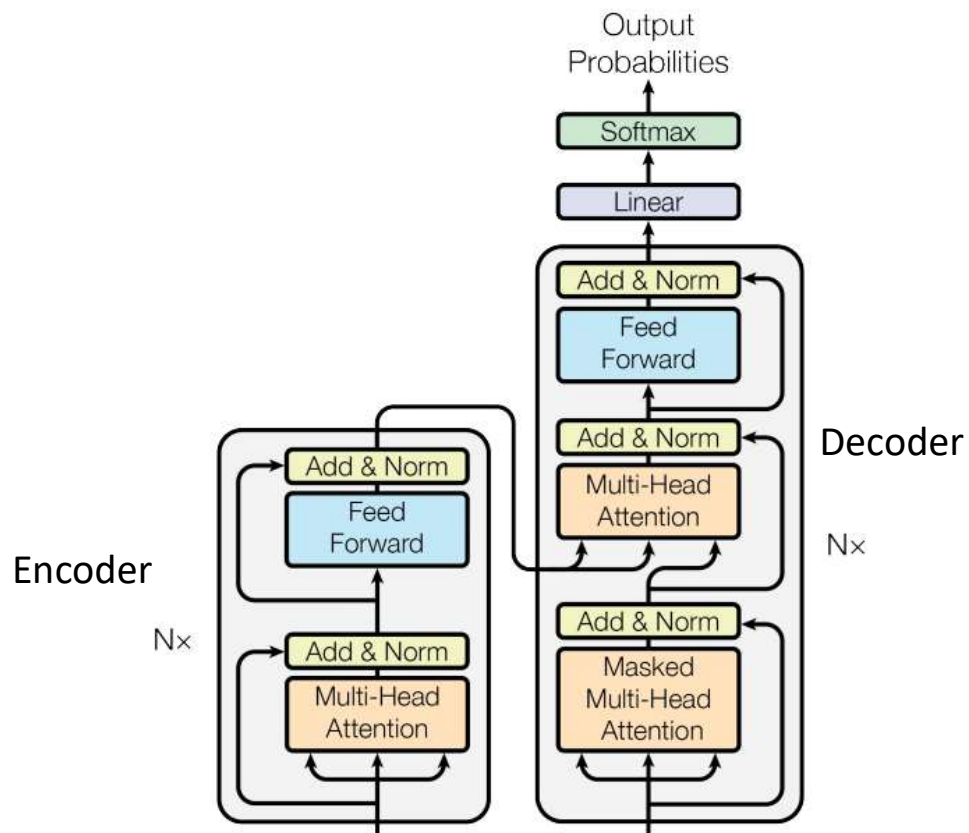 Output
Probabilities
Softmax
Linear
Add & Norm
Feed
Forward
Add & Norm
Multi-Head
Attention
Decoder
Nx
Add & Norm
Masked
Multi-Head
Attention
Encoder
Nx
Add & Norm
Feed
Forward
Add & Norm
Multi-Head
Attention